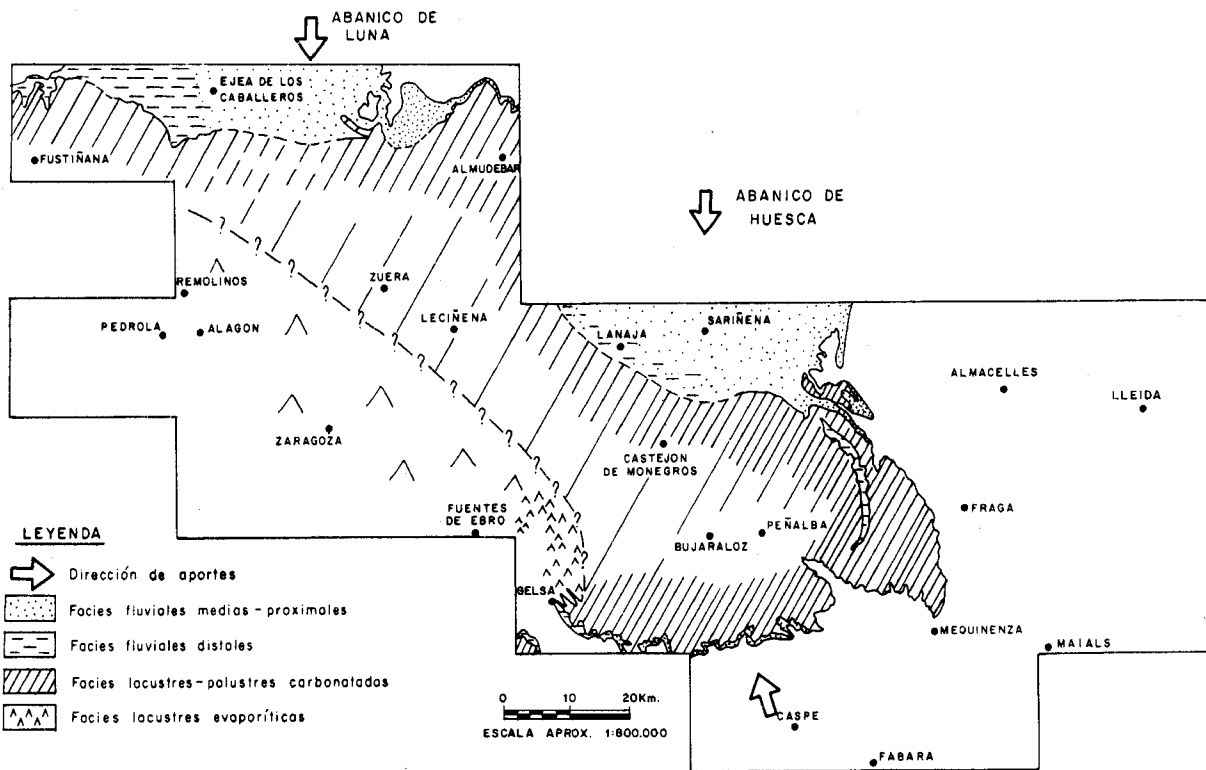 ABANICO DE
LUNA
EJEA DE LOS
CABALLEROS
FUSTIÑANA
ALMUDEBAR
ABANICO DE
HUESCA
?
?
?
?
?
?
?
?
?
?
?
?
REMOLINOS
ZUERA
PEDROLA
ALAGON
LECIÑENA
LANAJA
SARIÑENA
ALMACELLES
LLEIDA
ZARAGOZA
CASTEJON
DE MONEGROS
FUENTES
DE EBRO
BUJARALOZ
PEÑALBA
FRAGA
GELSA
MEQUINENZA
MAIALS
CASPE
FABARA
LEYENDA
Dirección de aportes
Facies fluviales medias-proximales
Facies fluviales distales
Facies lacustres-palustres carbonatadas
Facies lacustres evaporíticas
0 10 20Km.
ESCALA APROX. 1:800.000